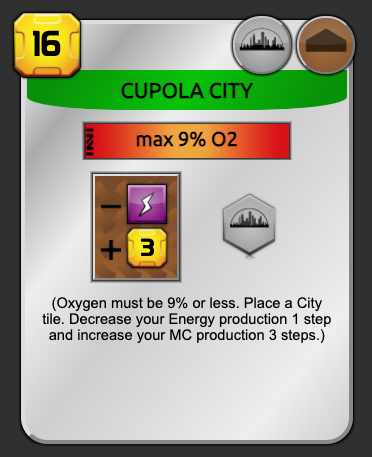 16
CUPOLA CITY
max 9% O2
−
+ 3
(Oxygen must be 9% or less. Place a City
tile. Decrease your Energy production 1 step
and increase your MC production 3 steps.)